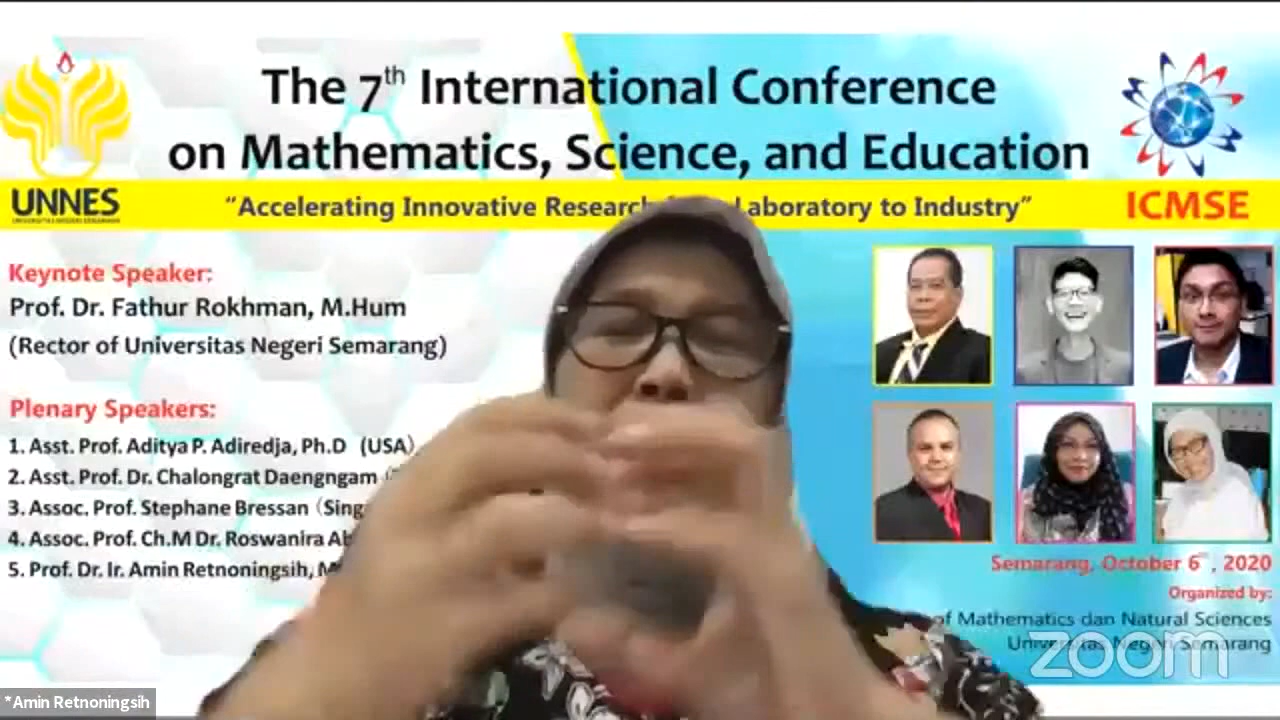 The 7th International Conference
on Mathematics, Science, and Education
UNNES
"Accelerating Innovative Research Laboratory to Industry"
ICMSE
Keynote Speaker:
Prof. Dr. Fathur Rokhman, M.Hum
(Rector of Universitas Negeri Semarang)
Plenary Speakers:
1. Asst. Prof. Aditya P. Adiredja, Ph.D (USA)
2. Asst. Prof. Dr. Chalongrat Daengngam
3. Assoc. Prof. Stephane Bressan (Sing
4. Assoc. Prof. Ch.M Dr. Roswanira Ab
5. Prof. Dr. Ir. Amin Retnoningsih, M
Semarang, October 6th, 2020
Organized by:
of Mathematics dan Natural Sciences
Universitas Negeri Semarang
zoom
*Amin Retnoningsih